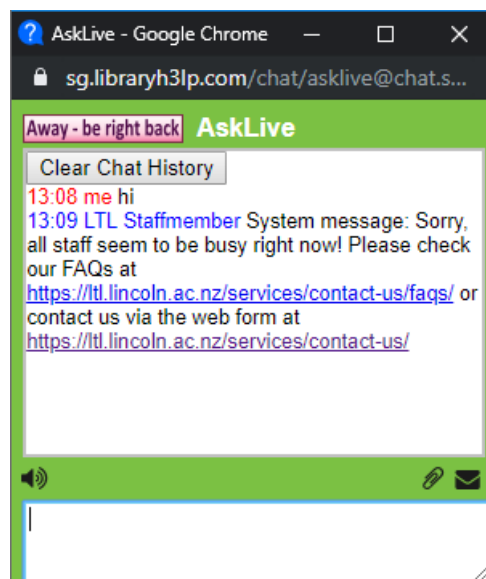 AskLive - Google Chrome
sg.libraryh3lp.com/chat/asklive@chat.s...
Away - be right back AskLive
Clear Chat History
13:08 me hi
13:09 LTL Staffmember System message: Sorry,
all staff seem to be busy right now! Please check
our FAQs at
https://ltl.lincoln.ac.nz/services/contact-us/faqs/ or
contact us via the web form at
https://ltl.lincoln.ac.nz/services/contact-us/